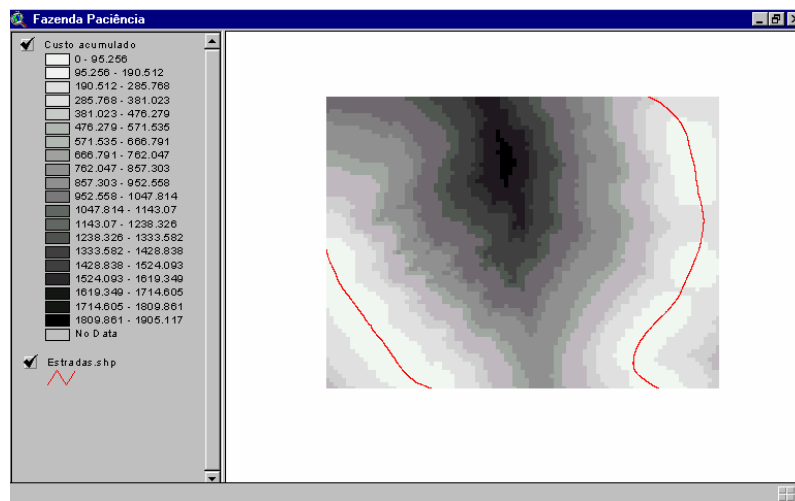 Fazenda Paciência
Custo acumulado
0 - 95.256
95.256 - 190.512
190.512 - 285.768
285.768 - 381.023
381.023 - 476.279
476.279 - 571.535
571.535 - 666.791
666.791 - 762.047
762.047 - 857.303
857.303 - 952.558
952.558 - 1047.814
1047.814 - 1143.07
1143.07 - 1238.326
1238.326 - 1333.582
1333.582 - 1428.838
1428.838 - 1524.093
1524.093 - 1619.349
1619.349 - 1714.605
1714.605 - 1809.861
1809.861 - 1905.117
No Data
Estradas.shp